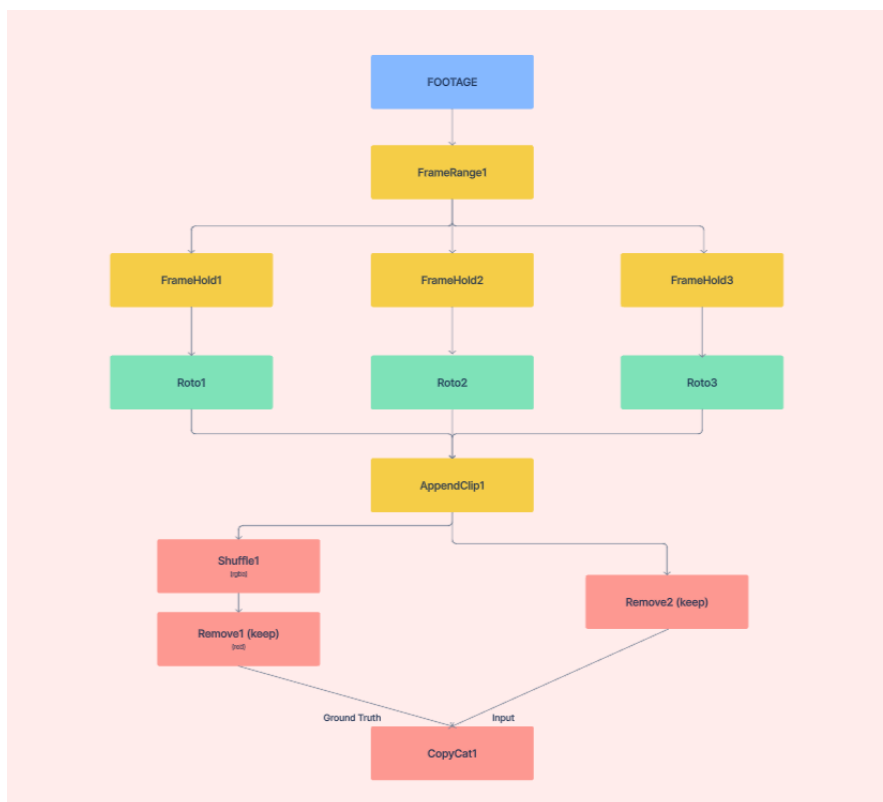 FOOTAGE
FrameRange1
FrameHold1
FrameHold2
FrameHold3
Roto1
Roto2
Roto3
AppendClip1
Shuffle1
Remove2 (keep)
Remove1 (keep)
(red)
Ground Truth
Input
CopyCat1